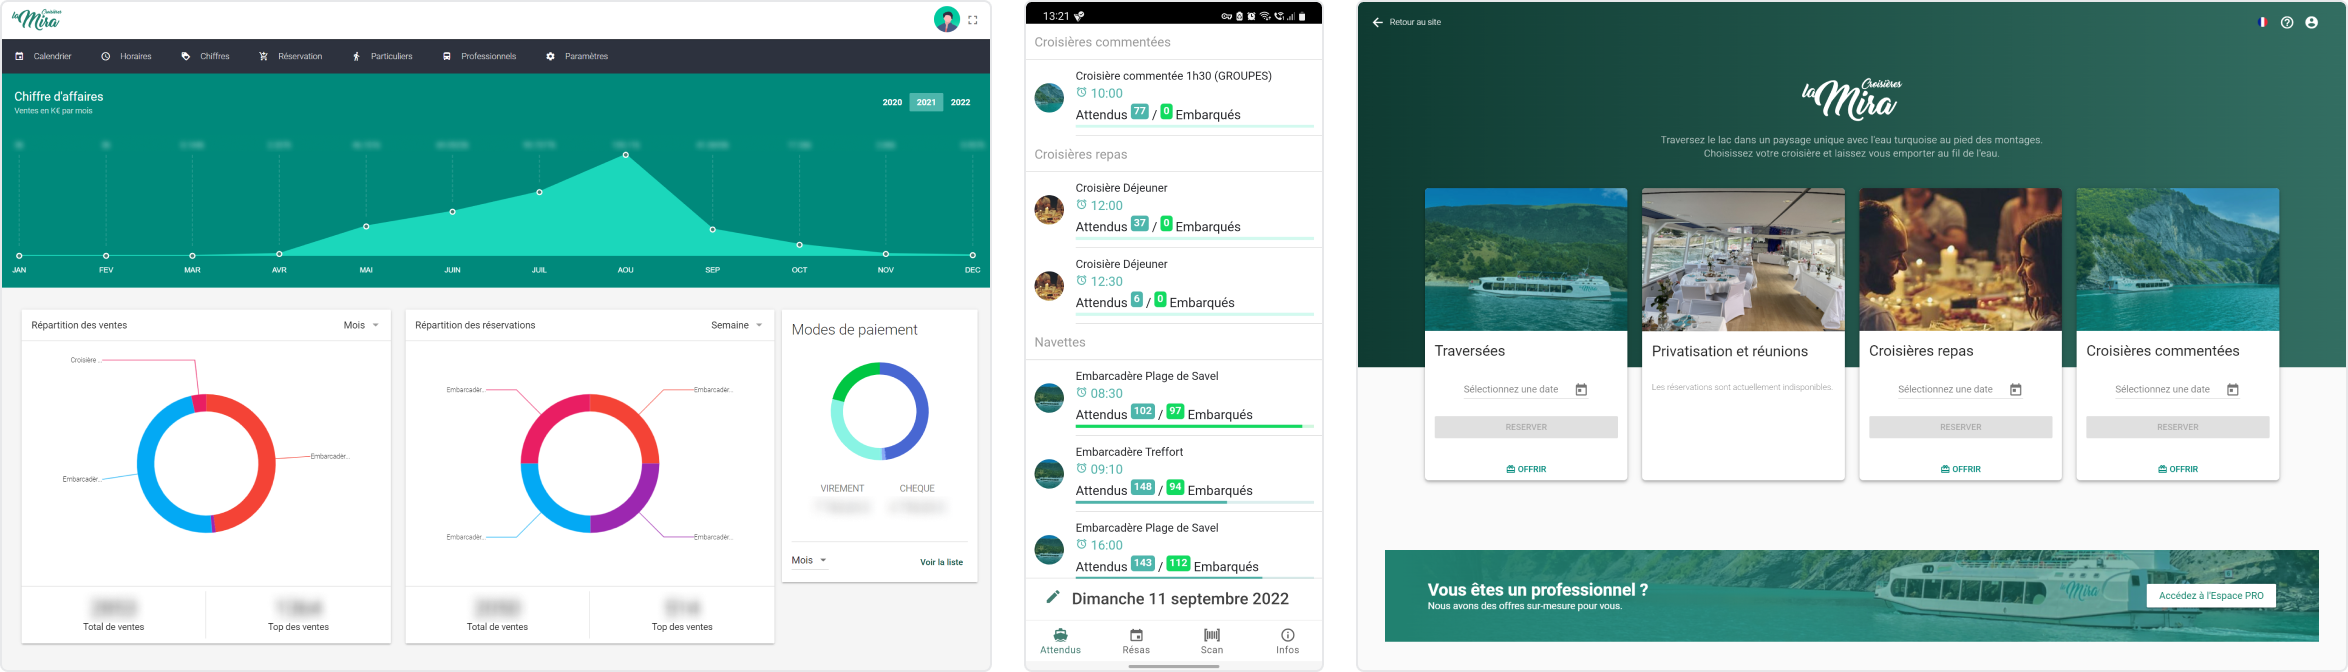 la Mira Croisières
Calendrier
Horaires
Chiffres
Réservation
Particuliers
Professionnels
Paramètres
Chiffre d'affaires
Ventes en K€ par mois
2020 2021 2022
JAN FEV MAR AVR MAI JUIN JUIL AOU SEP OCT NOV DEC
Répartition des ventes
Mois
Croisière ...
Embarcadèr...
Embarcadèr...
Total de ventes
Top des ventes
Répartition des réservations
Semaine
Embarcadèr...
Embarcadèr...
Embarcadèr...
Embarcadèr...
Total de ventes
Top des ventes
Modes de paiement
VIREMENT
CHEQUE
Mois
Voir la liste
13:21
Croisières commentées
Croisière commentée 1h30 (GROUPES)
10:00
Attendus 77 / 0 Embarqués
Croisières repas
Croisière Déjeuner
12:00
Attendus 37 / 0 Embarqués
Croisière Déjeuner
12:30
Attendus 6 / 0 Embarqués
Navettes
Embarcadère Plage de Savel
08:30
Attendus 102 / 97 Embarqués
Embarcadère Treffort
09:10
Attendus 148 / 94 Embarqués
Embarcadère Plage de Savel
16:00
Attendus 143 / 112 Embarqués
Dimanche 11 septembre 2022
Attendus
Résas
Scan
Infos
Retour au site
la Mira Croisières
Traversez le lac dans un paysage unique avec l'eau turquoise au pied des montages.
Choisissez votre croisière et laissez vous emporter au fil de l'eau.
Traversées
Sélectionnez une date
RESERVER
OFFRIR
Privatisation et réunions
Les réservations sont actuellement indisponibles.
Croisières repas
Sélectionnez une date
RESERVER
OFFRIR
Croisières commentées
Sélectionnez une date
RESERVER
OFFRIR
Vous êtes un professionnel ?
Nous avons des offres sur-mesure pour vous.
Mira
Accédez à l'Espace PRO